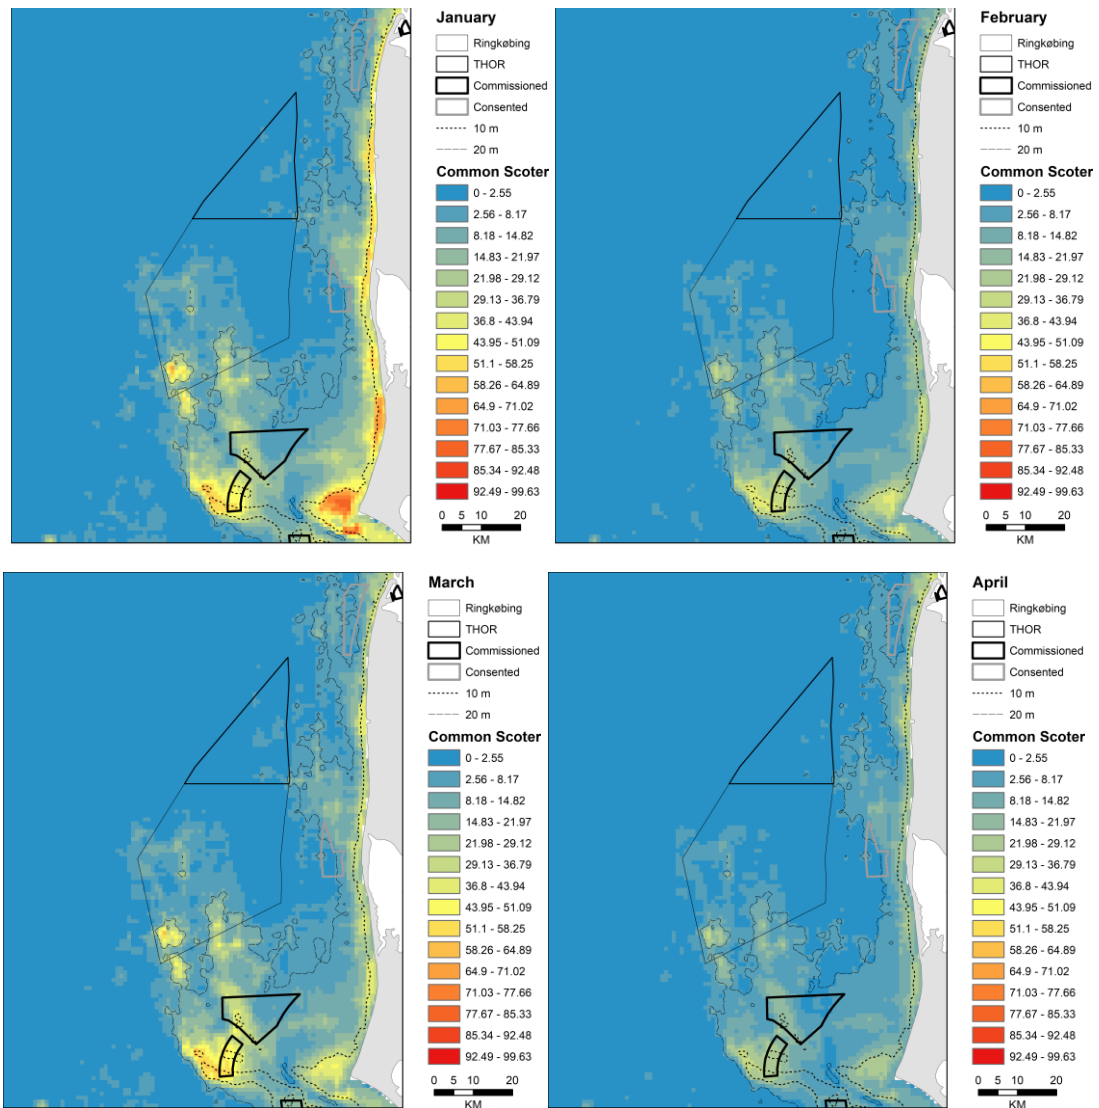 January
Ringkøbing
THOR
Commissioned
Consented
10 m
20 m
Common Scoter
0 - 2.55
2.56 - 8.17
8.18 - 14.82
14.83 - 21.97
21.98 - 29.12
29.13 - 36.79
36.8 - 43.94
43.95 - 51.09
51.1 - 58.25
58.26 - 64.89
64.9 - 71.02
71.03 - 77.66
77.67 - 85.33
85.34 - 92.48
92.49 - 99.63
0 5 10 20
KM
February
Ringkøbing
THOR
Commissioned
Consented
10 m
20 m
Common Scoter
0 - 2.55
2.56 - 8.17
8.18 - 14.82
14.83 - 21.97
21.98 - 29.12
29.13 - 36.79
36.8 - 43.94
43.95 - 51.09
51.1 - 58.25
58.26 - 64.89
64.9 - 71.02
71.03 - 77.66
77.67 - 85.33
85.34 - 92.48
92.49 - 99.63
0 5 10 20
KM
March
Ringkøbing
THOR
Commissioned
Consented
10 m
20 m
Common Scoter
0 - 2.55
2.56 - 8.17
8.18 - 14.82
14.83 - 21.97
21.98 - 29.12
29.13 - 36.79
36.8 - 43.94
43.95 - 51.09
51.1 - 58.25
58.26 - 64.89
64.9 - 71.02
71.03 - 77.66
77.67 - 85.33
85.34 - 92.48
92.49 - 99.63
0 5 10 20
KM
April
Ringkøbing
THOR
Commissioned
Consented
10 m
20 m
Common Scoter
0 - 2.55
2.56 - 8.17
8.18 - 14.82
14.83 - 21.97
21.98 - 29.12
29.13 - 36.79
36.8 - 43.94
43.95 - 51.09
51.1 - 58.25
58.26 - 64.89
64.9 - 71.02
71.03 - 77.66
77.67 - 85.33
85.34 - 92.48
92.49 - 99.63
0 5 10 20
KM